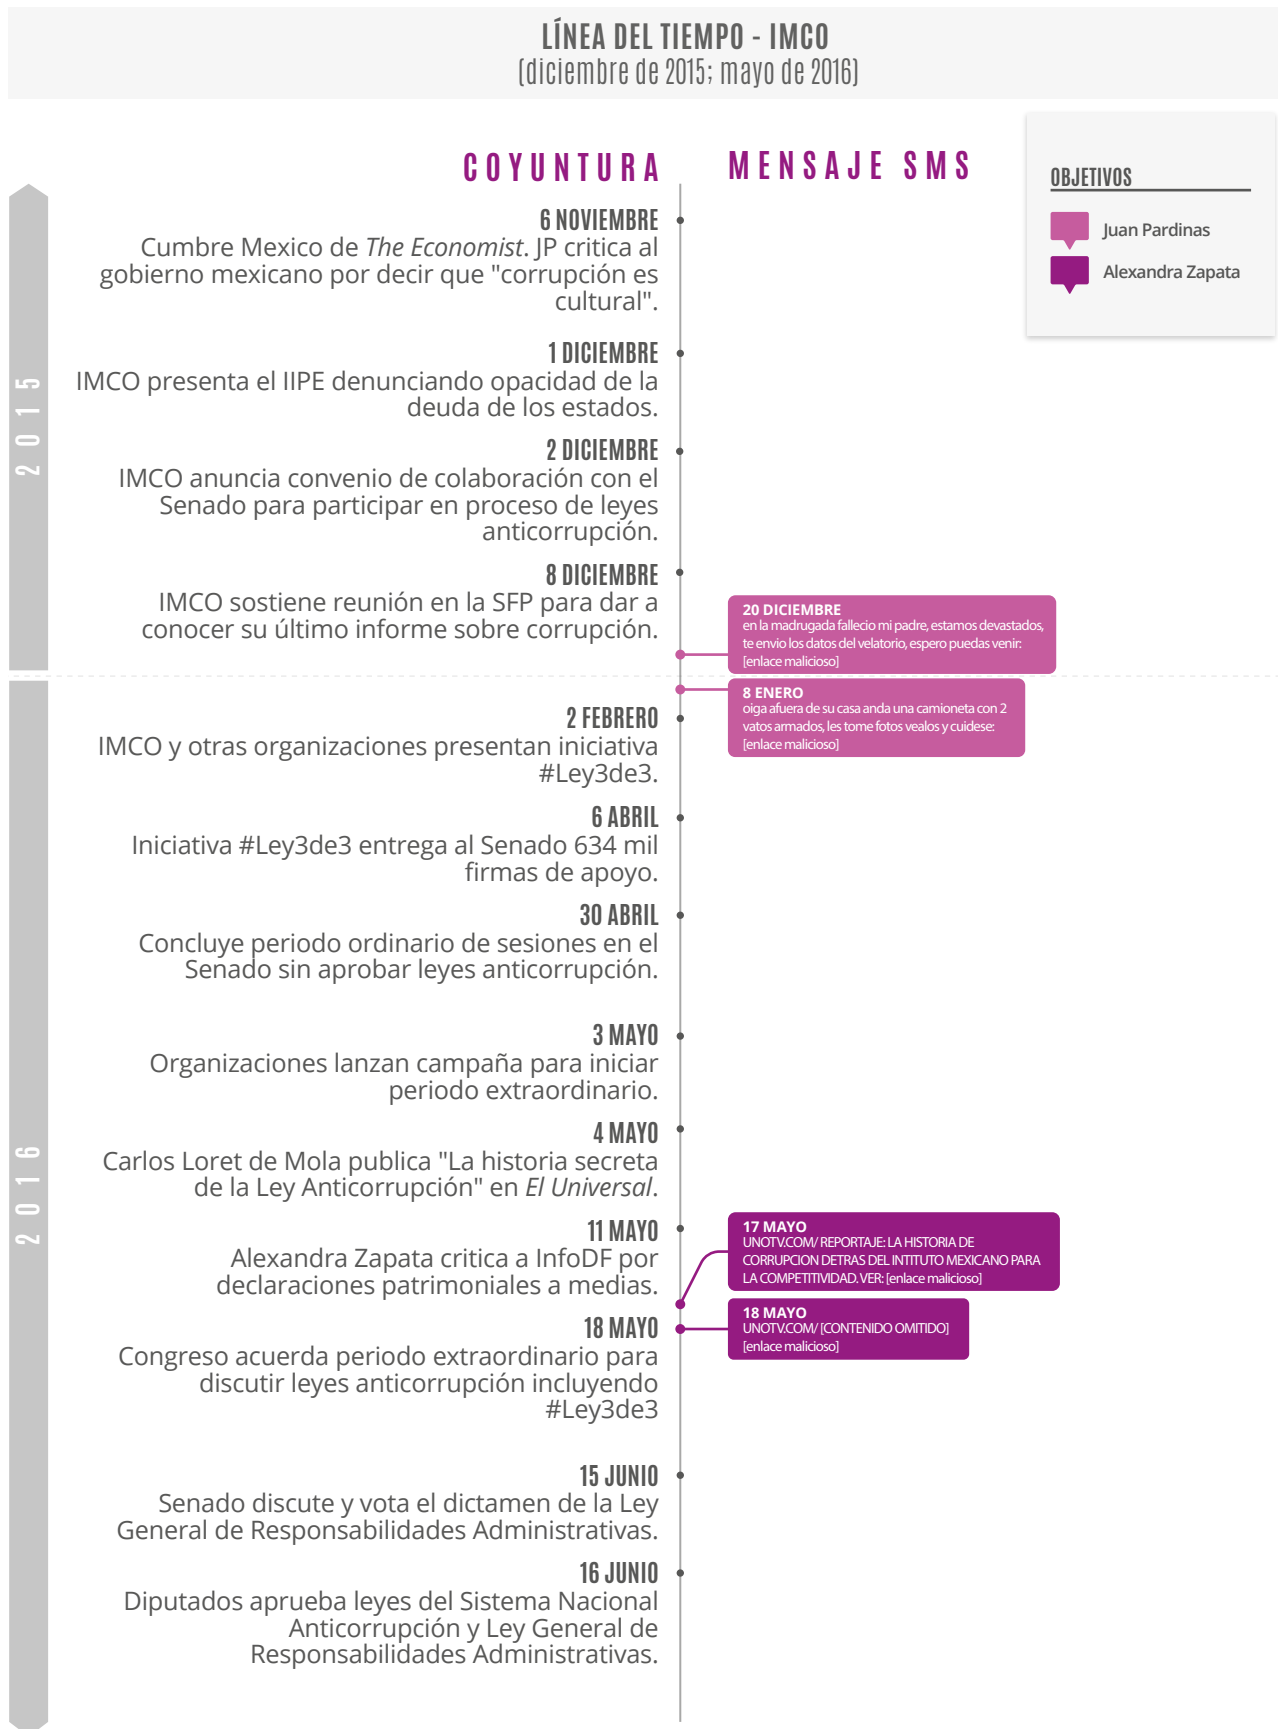 LÍNEA DEL TIEMPO - IMCO
(diciembre de 2015; mayo de 2016)
COYUNTURA
MENSAJE SMS
OBJETIVOS
Juan Pardinas
Alexandra Zapata
2015
6 NOVIEMBRE
Cumbre Mexico de The Economist. JP critica al
gobierno mexicano por decir que "corrupción es
cultural".
1 DICIEMBRE
IMCO presenta el IIPE denunciando opacidad de la
deuda de los estados.
2 DICIEMBRE
IMCO anuncia convenio de colaboración con el
Senado para participar en proceso de leyes
anticorrupción.
8 DICIEMBRE
IMCO sostiene reunión en la SFP para dar a
conocer su último informe sobre corrupción.
20 DICIEMBRE
en la madrugada fallecio mi padre, estamos devastados,
te envio los datos del velatorio, espero puedas venir:
[enlace malicioso]
2016
8 ENERO
oiga afuera de su casa anda una camioneta con 2
vatos armados, les tome fotos vealos y cuidese:
[enlace malicioso]
2 FEBRERO
IMCO y otras organizaciones presentan iniciativa
#Ley3de3.
6 ABRIL
Iniciativa #Ley3de3 entrega al Senado 634 mil
firmas de apoyo.
30 ABRIL
Concluye periodo ordinario de sesiones en el
Senado sin aprobar leyes anticorrupción.
3 MAYO
Organizaciones lanzan campaña para iniciar
periodo extraordinario.
4 MAYO
Carlos Loret de Mola publica "La historia secreta
de la Ley Anticorrupción" en El Universal.
11 MAYO
Alexandra Zapata critica a InfoDF por
declaraciones patrimoniales a medias.
17 MAYO
UNOTV.COM/ REPORTAJE: LA HISTORIA DE
CORRUPCION DETRAS DEL INTITUTO MEXICANO PARA
LA COMPETITIVIDAD. VER: [enlace malicioso]
18 MAYO
UNOTV.COM/ [CONTENIDO OMITIDO]
[enlace malicioso]
18 MAYO
Congreso acuerda periodo extraordinario para
discutir leyes anticorrupción incluyendo
#Ley3de3
15 JUNIO
Senado discute y vota el dictamen de la Ley
General de Responsabilidades Administrativas.
16 JUNIO
Diputados aprueba leyes del Sistema Nacional
Anticorrupción y Ley General de
Responsabilidades Administrativas.